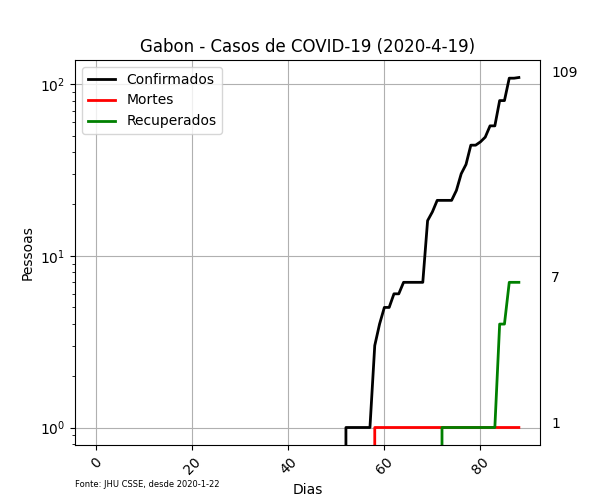 Gabon - Casos de COVID-19 (2020-4-19)
Confirmados
Mortes
Recuperados
Pessoas
10²
10¹
10⁰
109
7
1
0
20
40
60
80
Dias
Fonte: JHU CSSE, desde 2020-1-22